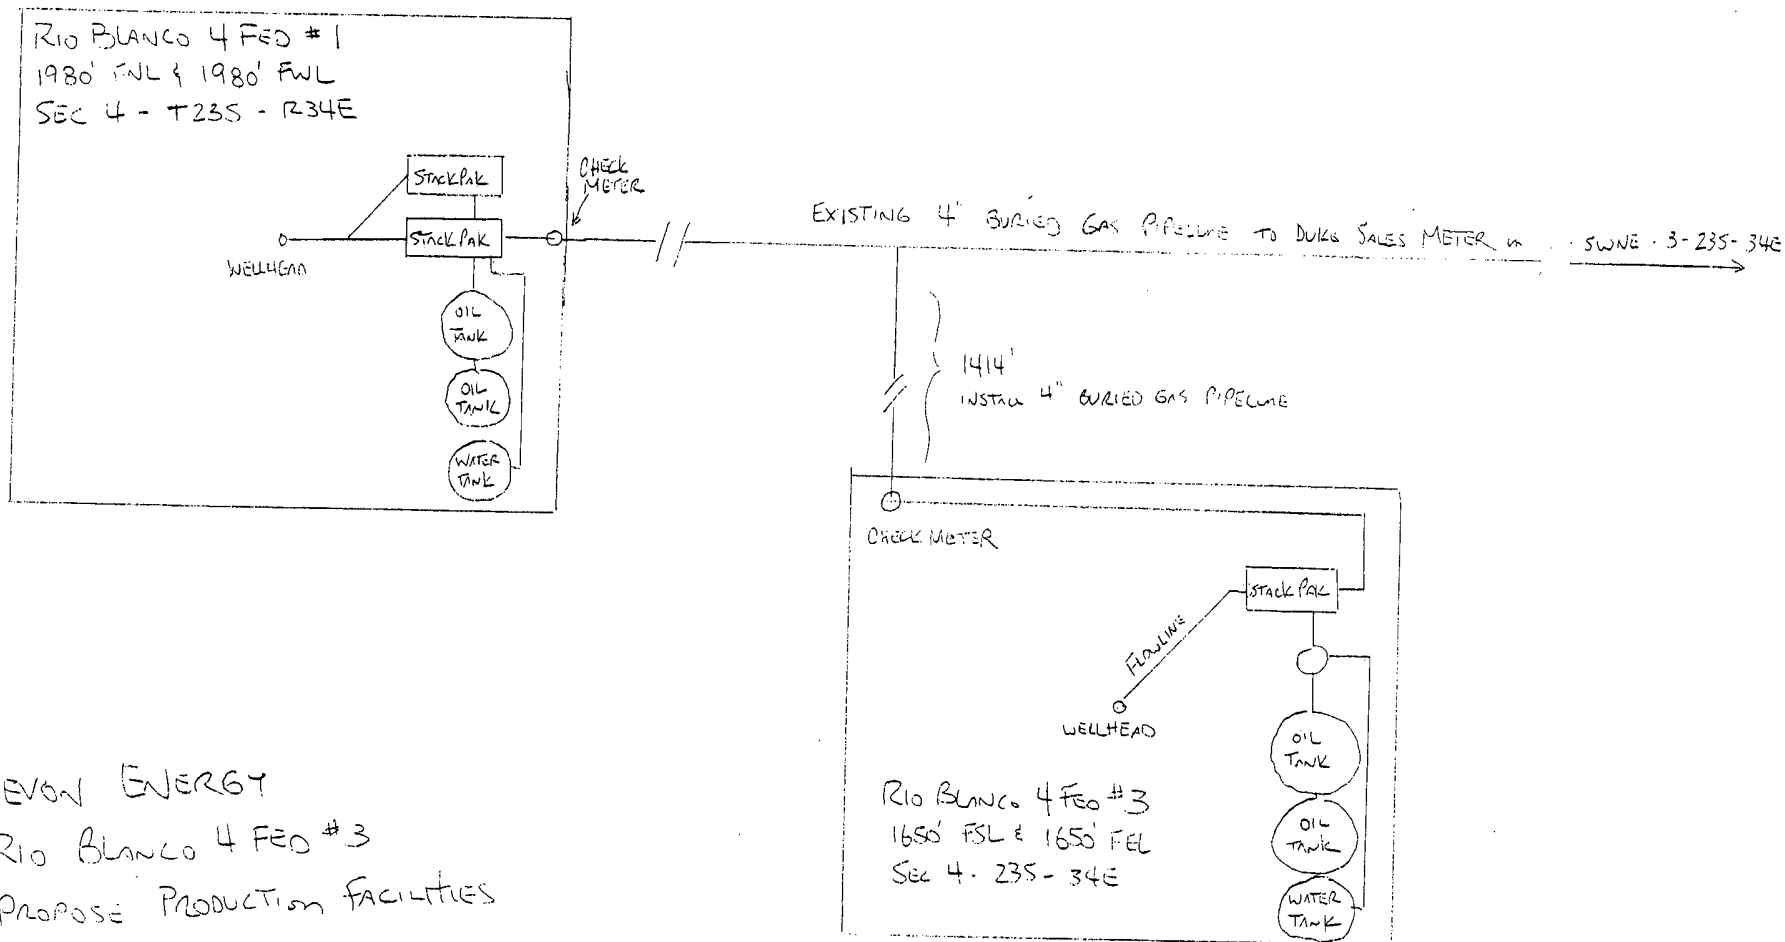 RIO BLANCO 4 FED #1
1980' FNL & 1980' FWL
SEC 4 - T23S - R34E
STACKPAK
STACKPAK
CHECK
METER
WELLHEAD
OIL
TANK
OIL
TANK
WATER
TANK
EXISTING 4" BURIED GAS PIPELINE TO DUKE SALES METER in SWNE · 3-23S-34E
1414'
INSTALL 4" BURIED GAS PIPELINE
CHECK METER
STACK PAK
FLOWLINE
WELLHEAD
OIL
TANK
OIL
TANK
WATER
TANK
RIO BLANCO 4 FED #3
1650' FSL & 1650' FEL
SEC 4 · 23S - 34E
EVON ENERGY
RIO BLANCO 4 FED #3
PROPOSE PRODUCTION FACILITIES